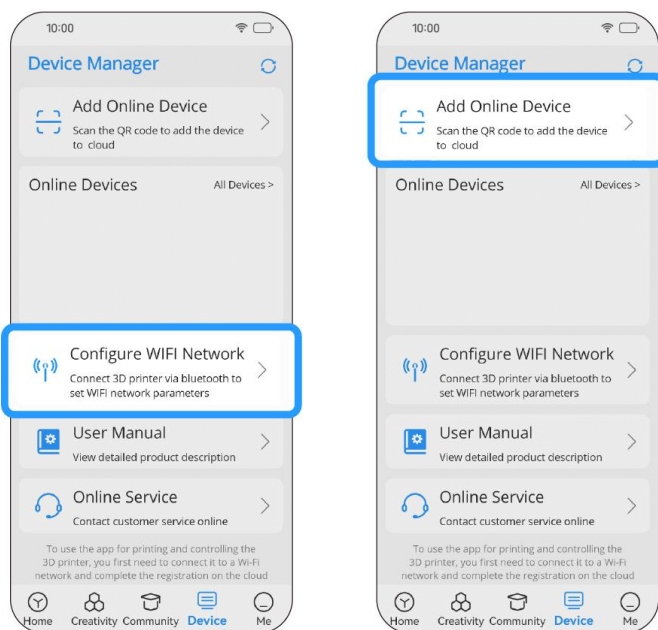 10:00
Device Manager
Add Online Device
Scan the QR code to add the device
to cloud
Online Devices
All Devices >
Configure WIFI Network
Connect 3D printer via bluetooth to
set WIFI network parameters
User Manual
View detailed product description
Online Service
Contact customer service online
To use the app for printing and controlling the
3D printer, you first need to connect it to a Wi-Fi
network and complete the registration on the cloud
Home Creativity Community Device Me
10:00
Device Manager
Add Online Device
Scan the QR code to add the device
to cloud
Online Devices
All Devices >
Configure WIFI Network
Connect 3D printer via bluetooth to
set WIFI network parameters
User Manual
View detailed product description
Online Service
Contact customer service online
To use the app for printing and controlling the
3D printer, you first need to connect it to a Wi-Fi
network and complete the registration on the cloud
Home Creativity Community Device Me